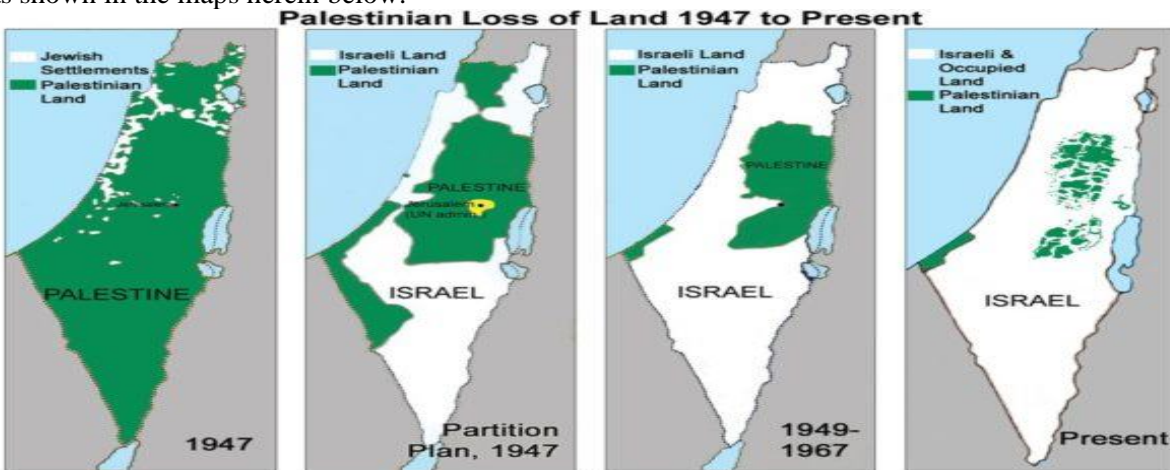 as shown in the maps herein below:
Palestinian Loss of Land 1947 to Present
Jewish
Settlements
Palestinian
Land
Jerusalem
PALESTINE
1947
Israeli Land
Palestinian
Land
PALESTINE
Jerusalem
(UN admin.)
ISRAEL
Partition
Plan, 1947
Israeli Land
Palestinian
Land
PALESTINE
ISRAEL
1949-
1967
Israeli &
Occupied
Land
Palestinian
Land
ISRAEL
Present